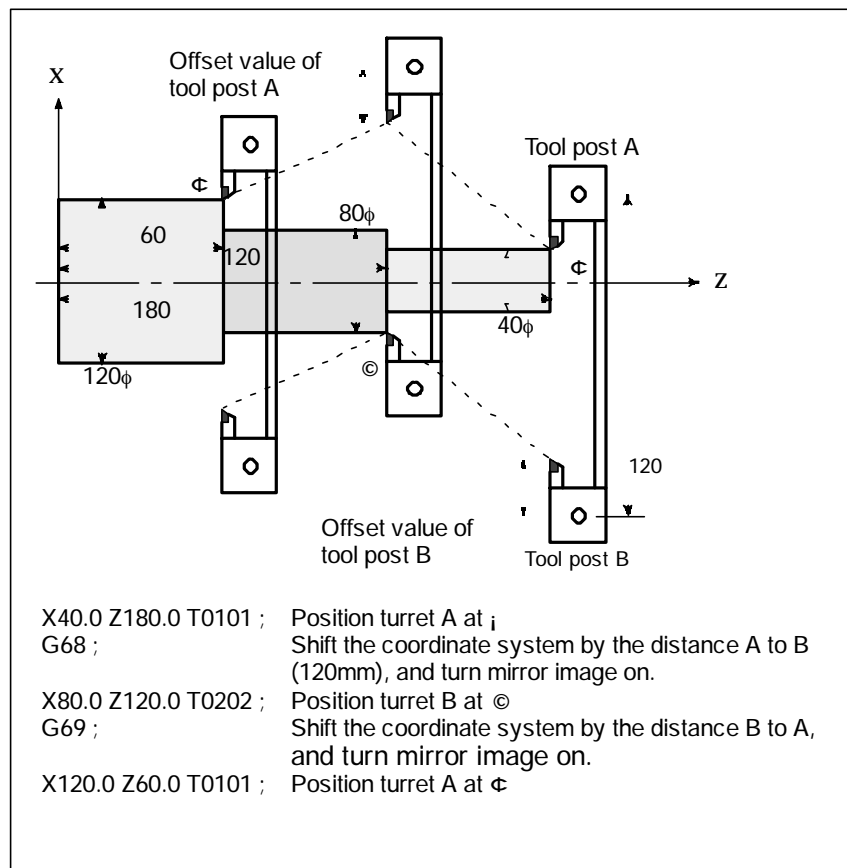 Offset value of
tool post A
X
Tool post A
¢
60
80ϕ
120
Z
180
¢
40ϕ
120ϕ
©
120
Offset value of
tool post B
Tool post B
X40.0 Z180.0 T0101 ; Position turret A at ¡
G68 ; Shift the coordinate system by the distance A to B
(120mm), and turn mirror image on.
X80.0 Z120.0 T0202 ; Position turret B at ©
G69 ; Shift the coordinate system by the distance B to A,
and turn mirror image on.
X120.0 Z60.0 T0101 ; Position turret A at ¢